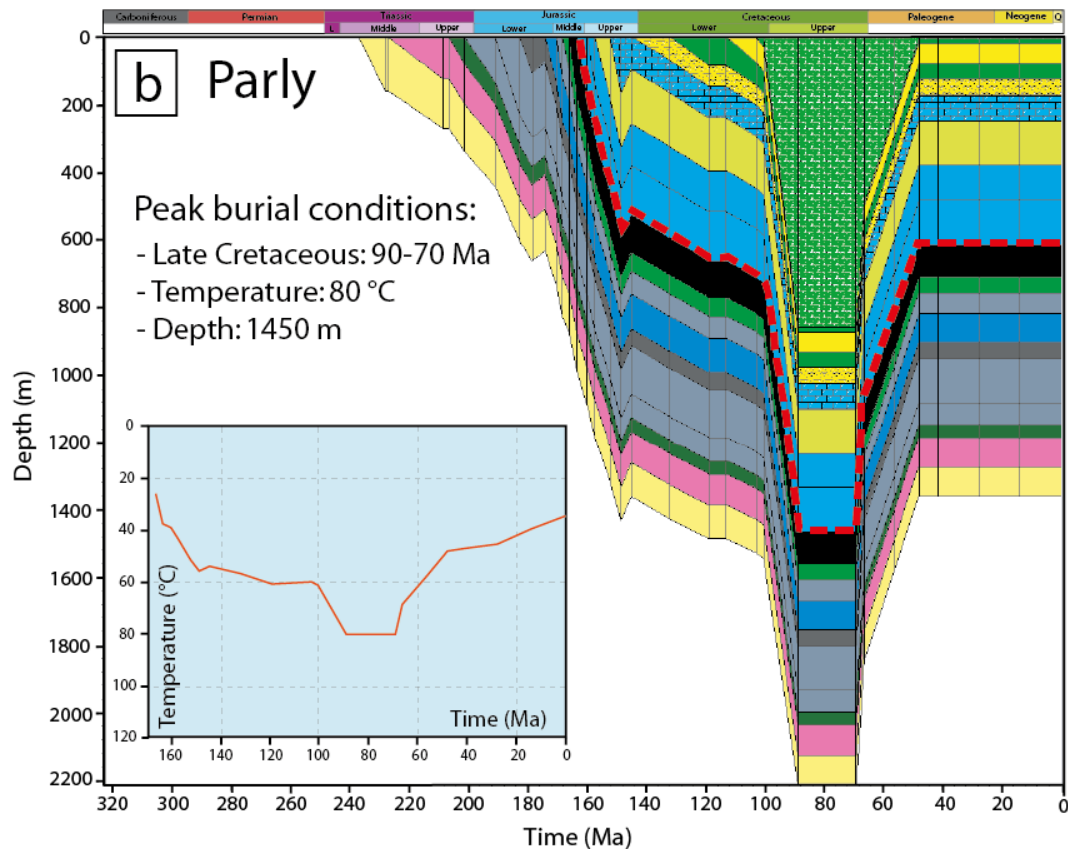 Carboniferous Permian Triassic Jurassic Cretaceous Paleogene Neogene Q
L Middle Upper Lower Middle Upper Lower Upper
b Parly
Peak burial conditions:
- Late Cretaceous: 90-70 Ma
- Temperature: 80 °C
- Depth: 1450 m
Depth (m)
0
200
400
600
800
1000
1200
1400
1600
1800
2000
2200
Temperature (°C)
0
20
40
60
80
100
120
Time (Ma)
160 140 120 100 80 60 40 20 0
323 300 280 260 240 220 200 180 160 140 120 100 80 60 40 20 0
Time (Ma)